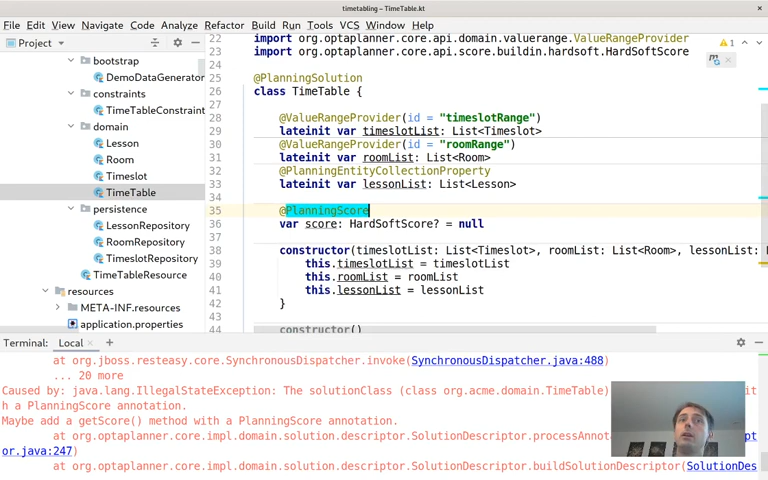 timetabling – TimeTable.kt
File Edit View Navigate Code Analyze Refactor Build Run Tools VCS Window Help
Project
bootstrap
DemoDataGenerator
constraints
TimeTableConstraint
domain
Lesson
Room
Timeslot
TimeTable
persistence
LessonRepository
RoomRepository
TimeslotRepository
TimeTableResource
resources
META-INF.resources
application.properties
22 import org.optaplanner.core.api.domain.valuerange.ValueRangeProvider
23 import org.optaplanner.core.api.score.buildin.hardsoft.HardSoftScore
24
25 @PlanningSolution
26 class TimeTable {
27
28 @ValueRangeProvider(id = "timeslotRange")
29 lateinit var timeslotList: List<Timeslot>
30 @ValueRangeProvider(id = "roomRange")
31 lateinit var roomList: List<Room>
32 @PlanningEntityCollectionProperty
33 lateinit var lessonList: List<Lesson>
34
35 @PlanningScore
36 var score: HardSoftScore? = null
37
38 constructor(timeslotList: List<Timeslot>, roomList: List<Room>, lessonList:
39 this.timeslotList = timeslotList
40 this.roomList = roomList
41 this.lessonList = lessonList
42 }
43
44 constructor()
1
Terminal: Local +
at org.jboss.resteasy.core.SynchronousDispatcher.invoke(SynchronousDispatcher.java:488)
... 20 more
Caused by: java.lang.IllegalStateException: The solutionClass (class org.acme.domain.TimeTable)
h a PlanningScore annotation.
Maybe add a getScore() method with a PlanningScore annotation.
at org.optaplanner.core.impl.domain.solution.descriptor.SolutionDescriptor.processAnno
or.java:247)
at org.optaplanner.core.impl.domain.solution.descriptor.SolutionDescriptor.buildSolutionDescriptor(SolutionDes